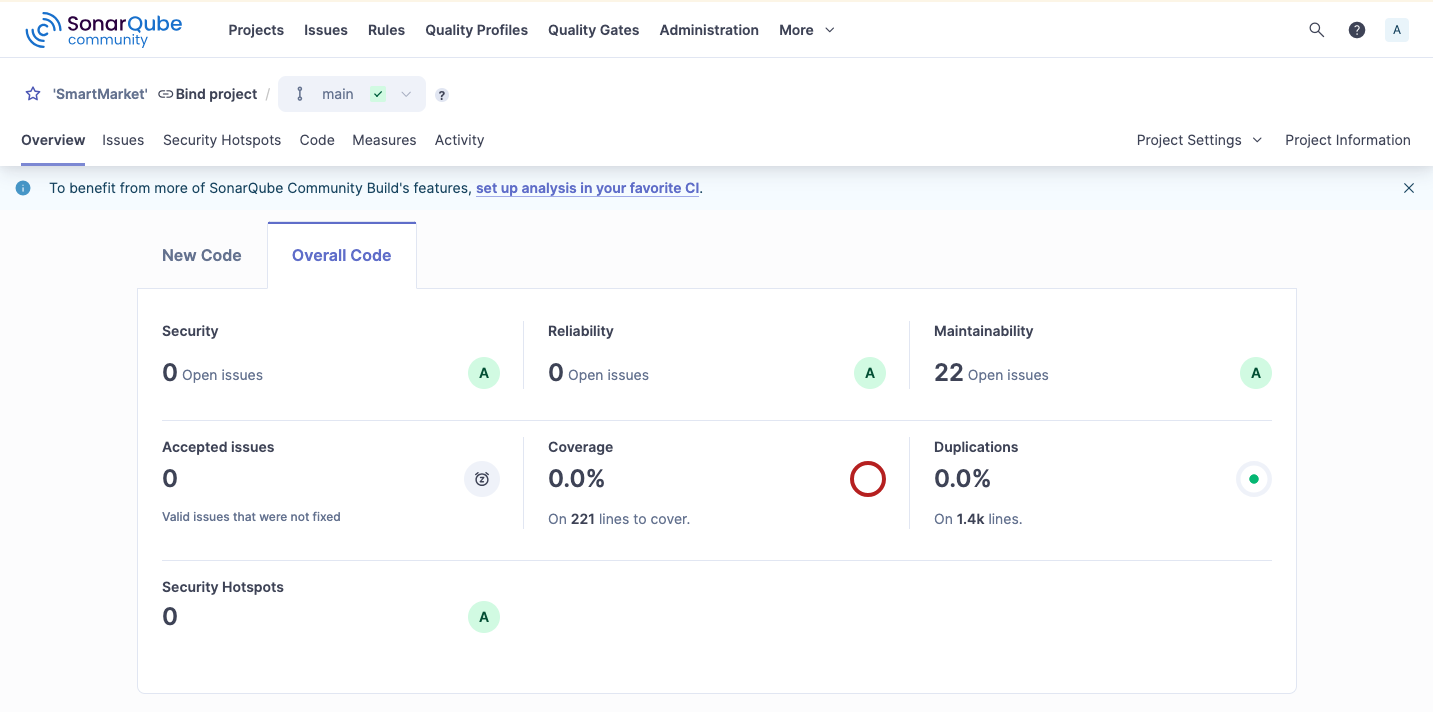 SonarQube community Projects Issues Rules Quality Profiles Quality Gates Administration More ? A
'SmartMarket' Bind project / main ?
Overview Issues Security Hotspots Code Measures Activity Project Settings Project Information
To benefit from more of SonarQube Community Build's features, set up analysis in your favorite CI.
New Code Overall Code
Security Reliability Maintainability
0 Open issues A 0 Open issues A 22 Open issues A
Accepted issues Coverage Duplications
0 0.0% 0.0%
Valid issues that were not fixed On 221 lines to cover. On 1.4k lines.
Security Hotspots
0 A